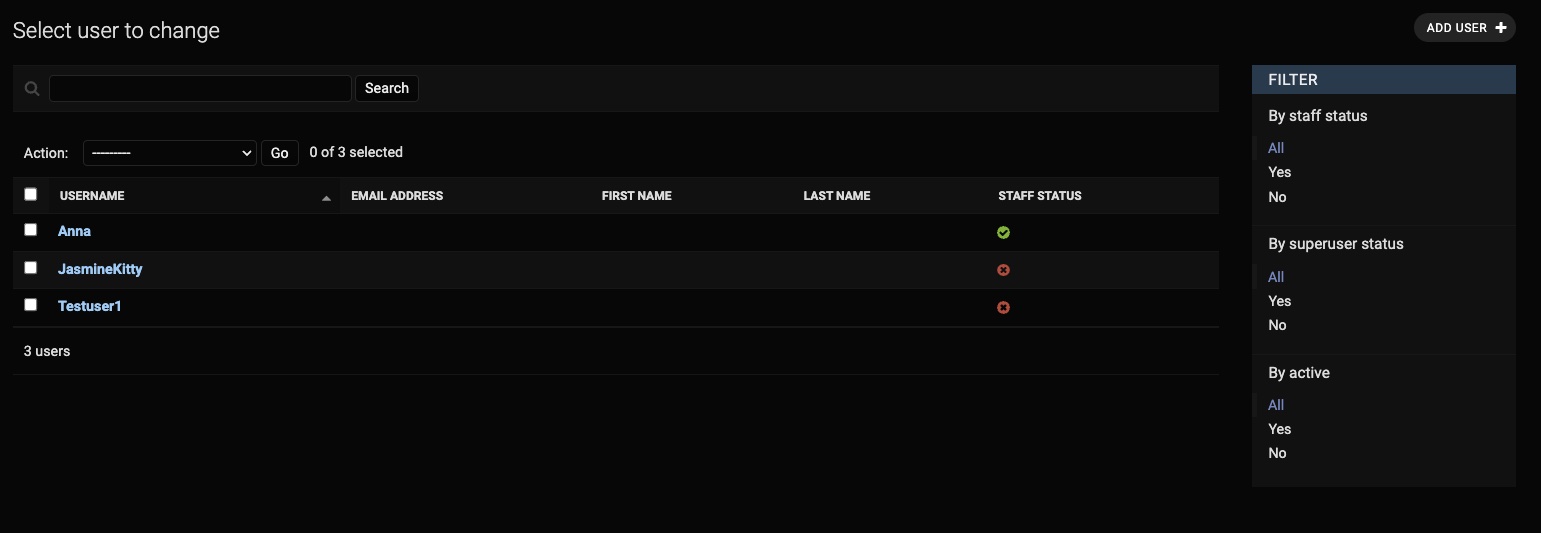 Select user to change
ADD USER
Search
Action: --------- Go 0 of 3 selected
USERNAME EMAIL ADDRESS FIRST NAME LAST NAME STAFF STATUS
Anna
JasmineKitty
Testuser1
3 users
FILTER
By staff status
All
Yes
No
By superuser status
All
Yes
No
By active
All
Yes
No